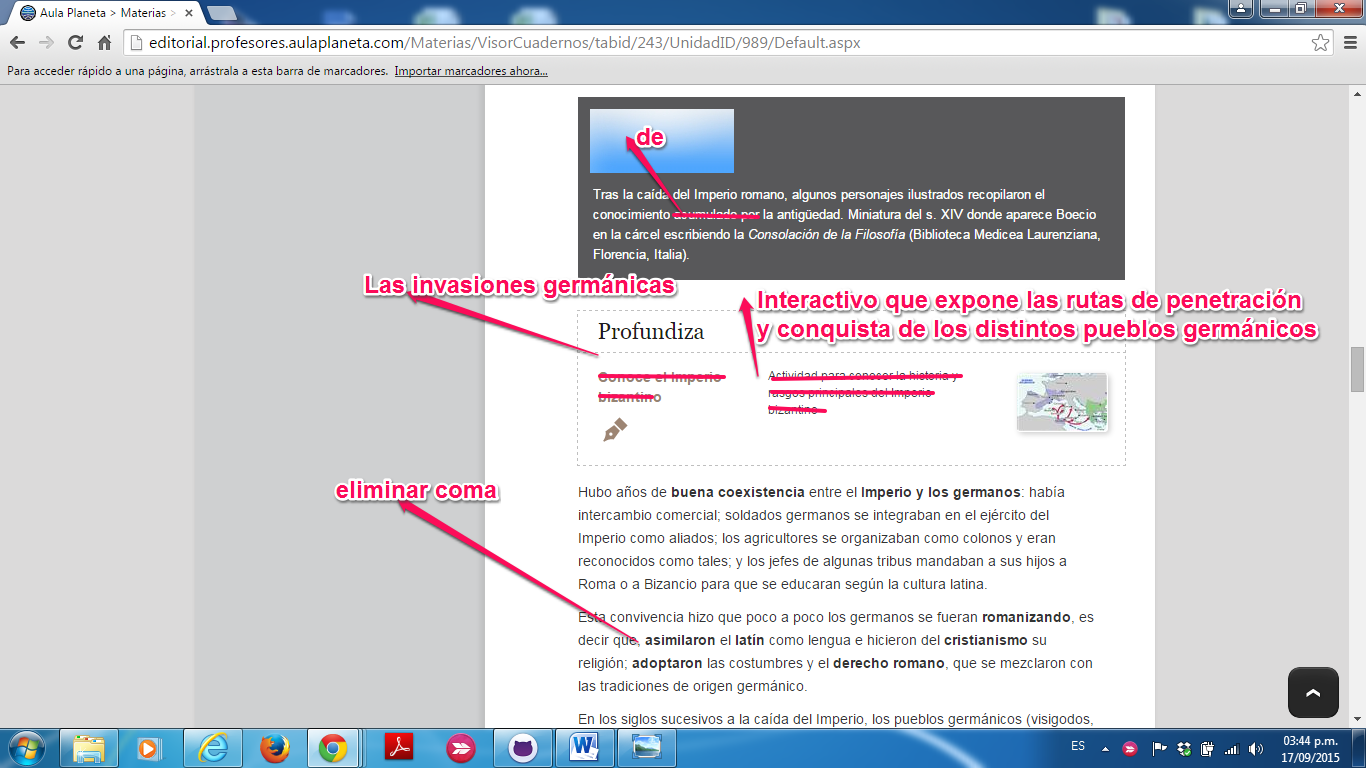 Aula Planeta > Materias >
editorial.profesores.aulaplaneta.com/Materias/VisorCuadernos/tabid/243/UnidadID/989/Default.aspx
Para acceder rápido a una página, arrástrala a esta barra de marcadores. Importar marcadores ahora...
de
Tras la caída del Imperio romano, algunos personajes ilustrados recopilaron el
conocimiento acumulado por la antigüedad. Miniatura del s. XIV donde aparece Boecio
en la cárcel escribiendo la Consolación de la Filosofía (Biblioteca Medicea Laurenziana,
Florencia, Italia).
Las invasiones germánicas
Interactivo que expone las rutas de penetración
y conquista de los distintos pueblos germánicos
Profundiza
Conoce el Imperio
bizantino
Actividad para conocer la historia y
rasgos principales del Imperio
bizantino
eliminar coma
Hubo años de buena coexistencia entre el Imperio y los germanos: había
intercambio comercial; soldados germanos se integraban en el ejército del
Imperio como aliados; los agricultores se organizaban como colonos y eran
reconocidos como tales; y los jefes de algunas tribus mandaban a sus hijos a
Roma o a Bizancio para que se educaran según la cultura latina.
Esta convivencia hizo que poco a poco los germanos se fueran romanizando, es
decir que, asimilaron el latín como lengua e hicieron del cristianismo su
religión; adoptaron las costumbres y el derecho romano, que se mezclaron con
las tradiciones de origen germánico.
En los siglos sucesivos a la caída del Imperio, los pueblos germánicos (visigodos,
ES
03:44 p.m.
17/09/2015